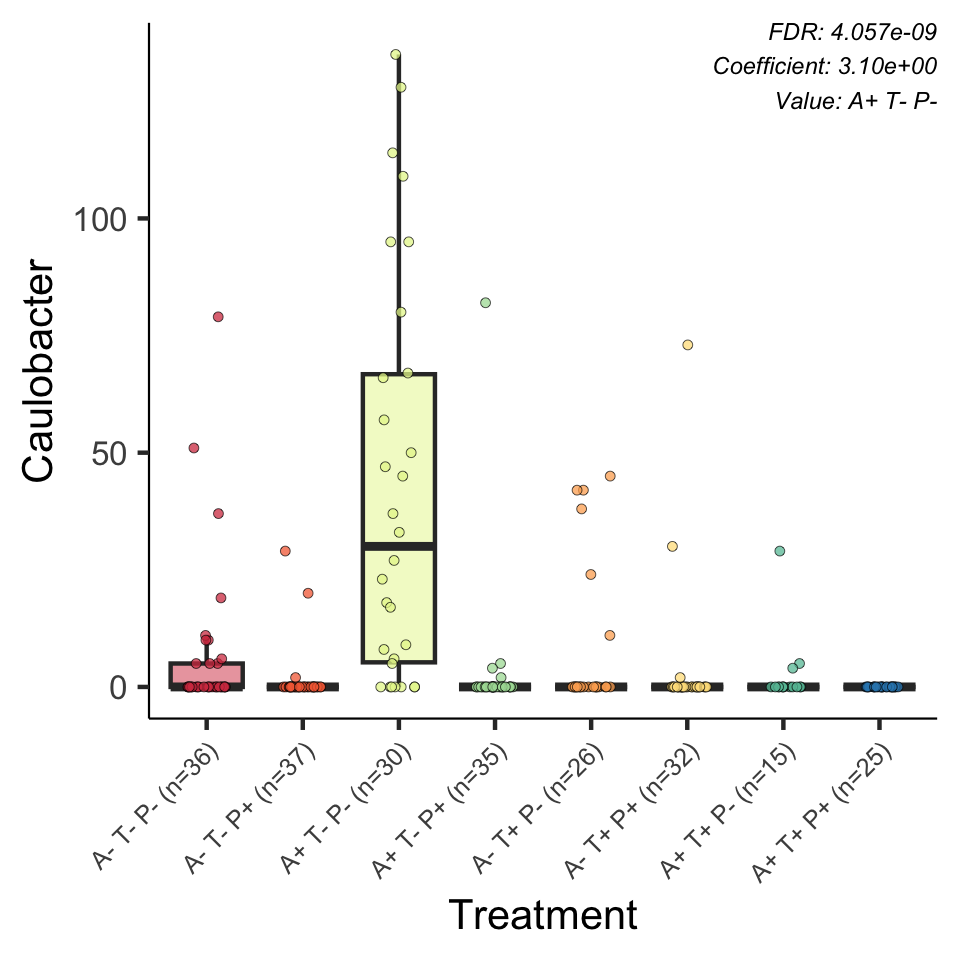 FDR: 4.057e-09
Coefficient: 3.10e+00
Value: A+ T- P-
Caulobacter
100
50
0
A- T- P- (n=36)
A- T- P+ (n=37)
A+ T- P- (n=30)
A+ T- P+ (n=35)
A- T+ P- (n=26)
A- T+ P+ (n=32)
A+ T+ P- (n=15)
A+ T+ P+ (n=25)
Treatment